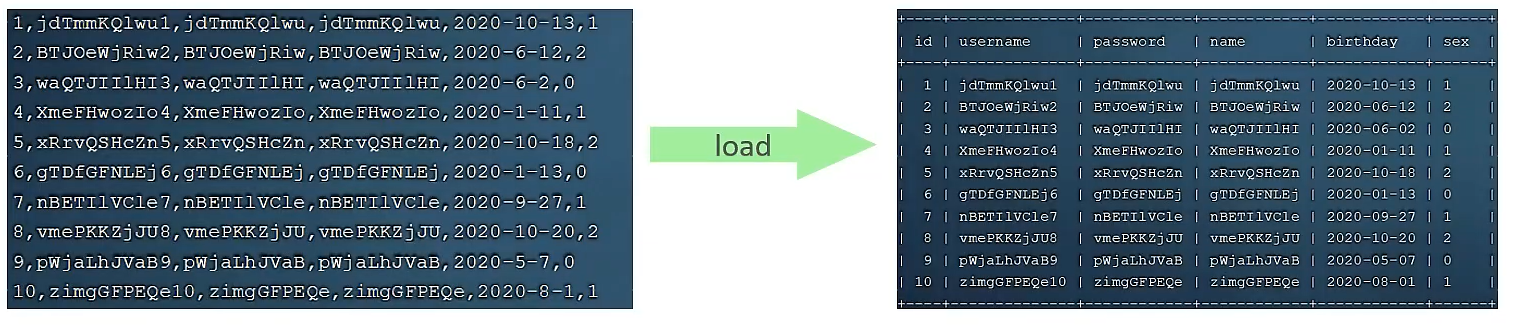 1,jdTmmKQlwu1,jdTmmKQlwu,jdTmmKQlwu,2020-10-13,1
2,BTJOeWjRiw2,BTJOeWjRiw,BTJOeWjRiw,2020-6-12,2
3,waQTJIIlHI3,waQTJIIlHI,waQTJIIlHI,2020-6-2,0
4,XmeFHwozIo4,XmeFHwozIo,XmeFHwozIo,2020-1-11,1
5,xRrvQSHcZn5,xRrvQSHcZn,xRrvQSHcZn,2020-10-18,2
6,gTDfGFNLEj6,gTDfGFNLEj,gTDfGFNLEj,2020-1-13,0
7,nBETIlVCle7,nBETIlVCle,nBETIlVCle,2020-9-27,1
8,vmePKKZjJU8,vmePKKZjJU,vmePKKZjJU,2020-10-20,2
9,pWjaLhJVaB9,pWjaLhJVaB,pWjaLhJVaB,2020-5-7,0
10,zimgGFPEQe10,zimgGFPEQe,zimgGFPEQe,2020-8-1,1
load
| id | username | password | name | birthday | sex |
| 1 | jdTmmKQlwu1 | jdTmmKQlwu | jdTmmKQlwu | 2020-10-13 | 1 |
| 2 | BTJOeWjRiw2 | BTJOeWjRiw | BTJOeWjRiw | 2020-06-12 | 2 |
| 3 | waQTJIIlHI3 | waQTJIIlHI | waQTJIIlHI | 2020-06-02 | 0 |
| 4 | XmeFHwozIo4 | XmeFHwozIo | XmeFHwozIo | 2020-01-11 | 1 |
| 5 | xRrvQSHcZn5 | xRrvQSHcZn | xRrvQSHcZn | 2020-10-18 | 2 |
| 6 | gTDfGFNLEj6 | gTDfGFNLEj | gTDfGFNLEj | 2020-01-13 | 0 |
| 7 | nBETIlVCle7 | nBETIlVCle | nBETIlVCle | 2020-09-27 | 1 |
| 8 | vmePKKZjJU8 | vmePKKZjJU | vmePKKZjJU | 2020-10-20 | 2 |
| 9 | pWjaLhJVaB9 | pWjaLhJVaB | pWjaLhJVaB | 2020-05-07 | 0 |
| 10 | zimgGFPEQe10 | zimgGFPEQe | zimgGFPEQe | 2020-08-01 | 1 |